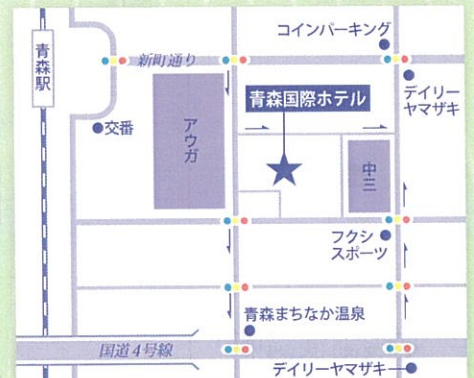 コインパーキング
青森駅
新町通り
青森国際ホテル
デイリー
ヤマザキ
交番
アウガ
中三
フクシ
スポーツ
青森まちなか温泉
国道4号線
デイリーヤマザキ